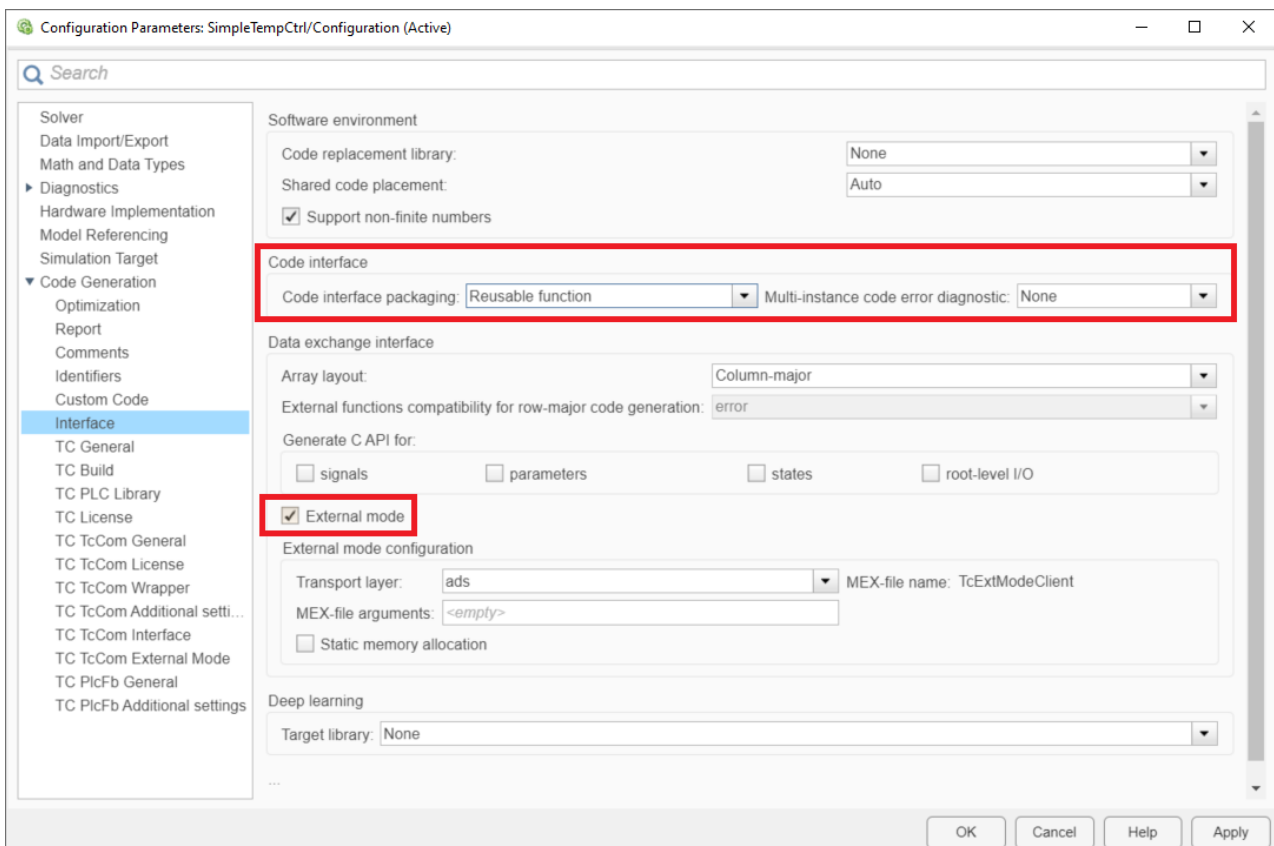 Configuration Parameters: SimpleTempCtrl/Configuration (Active)
Search
Solver
Data Import/Export
Math and Data Types
Diagnostics
Hardware Implementation
Model Referencing
Simulation Target
Code Generation
Optimization
Report
Comments
Identifiers
Custom Code
Interface
TC General
TC Build
TC PLC Library
TC License
TC TcCom General
TC TcCom License
TC TcCom Wrapper
TC TcCom Additional setti...
TC TcCom Interface
TC TcCom External Mode
TC PlcFb General
TC PlcFb Additional settings
Software environment
Code replacement library: None
Shared code placement: Auto
Support non-finite numbers
Code interface
Code interface packaging: Reusable function Multi-instance code error diagnostic: None
Data exchange interface
Array layout: Column-major
External functions compatibility for row-major code generation: error
Generate C API for:
signals parameters states root-level I/O
External mode
External mode configuration
Transport layer: ads MEX-file name: TcExtModeClient
MEX-file arguments: <empty>
Static memory allocation
Deep learning
Target library: None
...
OK Cancel Help Apply